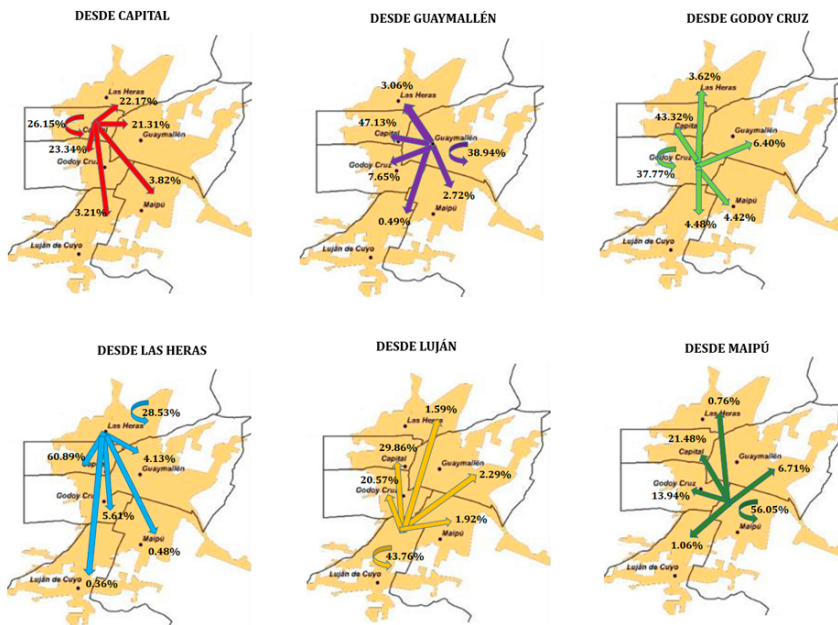 DESDE CAPITAL
Las Heras
22.17%
26.15%
Capital
21.31%
Guaymallén
23.34%
Godoy Cruz
3.82%
3.21%
Maipú
Luján de Cuyo
DESDE GUAYMALLÉN
3.06%
Las Heras
47.13%
Capital
Guaymallén
38.94%
Godoy Cruz
7.65%
2.72%
0.49%
Maipú
Luján de Cuyo
DESDE GODOY CRUZ
3.62%
Las Heras
43.32%
Capital
Guaymallén
6.40%
Godoy Cruz
37.77%
Maipú
4.42%
4.48%
Luján de Cuyo
DESDE LAS HERAS
28.53%
Las Heras
60.89%
Capital
4.13%
Guaymallén
Godoy Cruz
5.61%
Maipú
0.48%
Luján de Cuyo
0.36%
DESDE LUJÁN
1.59%
Las Heras
29.86%
Capital
Guaymallén
2.29%
20.57%
Godoy Cruz
1.92%
Maipú
43.76%
Luján de Cuyo
DESDE MAIPÚ
0.76%
Las Heras
21.48%
Capital
Guaymallén
6.71%
Godoy Cruz
13.94%
56.05%
Maipú
1.06%
Luján de Cuyo